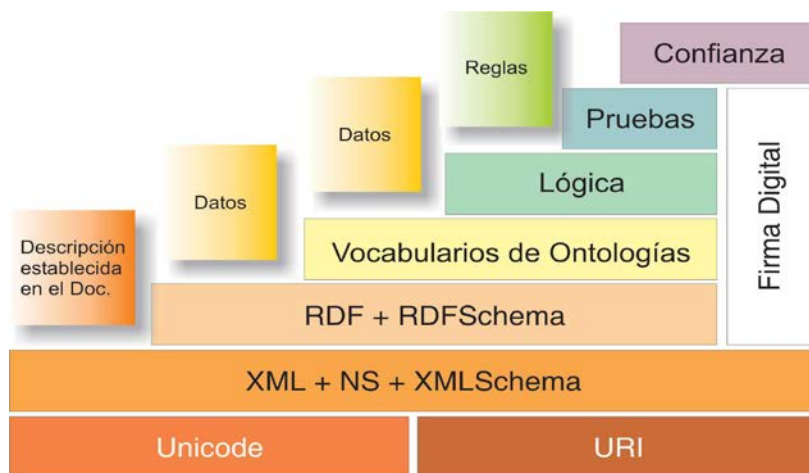 Confianza
Reglas
Pruebas
Datos
Lógica
Firma Digital
Datos
Vocabularios de Ontologías
Descripción
establecida
en el Doc.
RDF + RDFSchema
XML + NS + XMLSchema
Unicode
URI